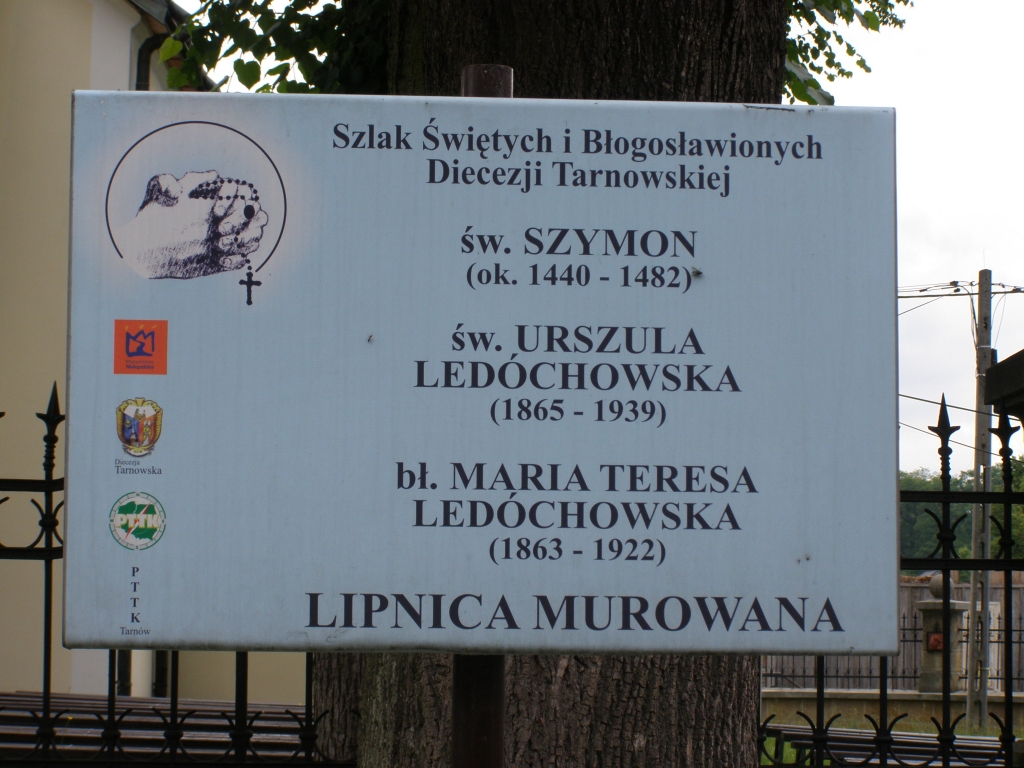 Szlak Świętych i Błogosławionych
Diecezji Tarnowskiej
św. SZYMON
(ok. 1440 - 1482)
św. URSZULA
LEDÓCHOWSKA
(1865 - 1939)
bł. MARIA TERESA
LEDÓCHOWSKA
(1863 - 1922)
LIPNICA MUROWANA
Diecezja
Tarnowska
PTTK
P
T
T
K
Tarnów